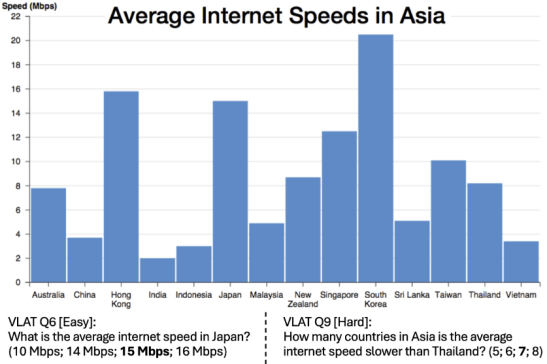 Speed (Mbps)
Average Internet Speeds in Asia
22
20
18
16
14
12
10
8
6
4
2
0
Australia
China
Hong
Kong
India
Indonesia
Japan
Malaysia
New
Zealand
Singapore
South
Korea
Sri Lanka
Taiwan
Thailand
Vietnam
VLAT Q6 [Easy]:
What is the average internet speed in Japan?
(10 Mbps; 14 Mbps; 15 Mbps; 16 Mbps)
VLAT Q9 [Hard]:
How many countries in Asia is the average
internet speed slower than Thailand? (5; 6; 7; 8)